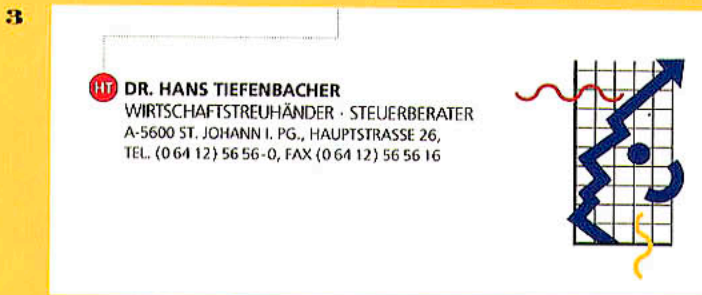 3
HT DR. HANS TIEFENBACHER
WIRTSCHAFTSTREUHÄNDER · STEUERBERATER
A-5600 ST. JOHANN I. PG., HAUPTSTRASSE 26,
TEL. (0 64 12) 56 56-0, FAX (0 64 12) 56 56 16